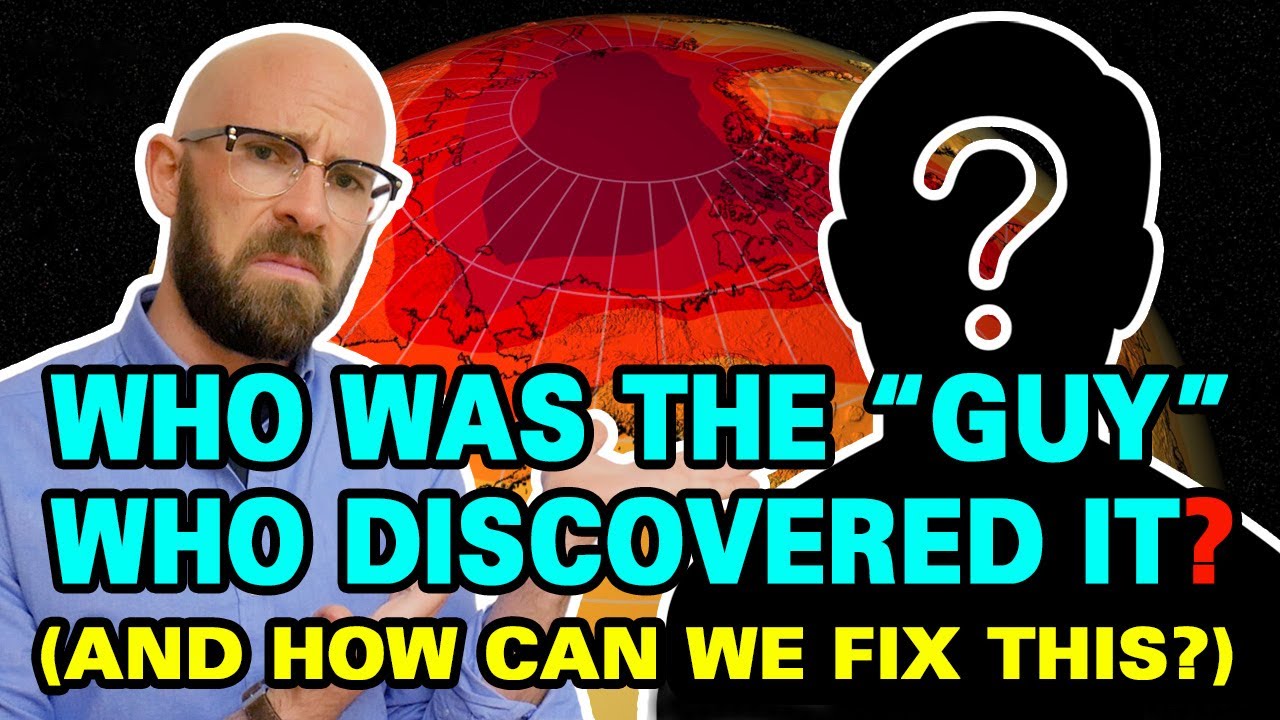 WHO WAS THE “GUY”
WHO DISCOVERED IT?
(AND HOW CAN WE FIX THIS?)